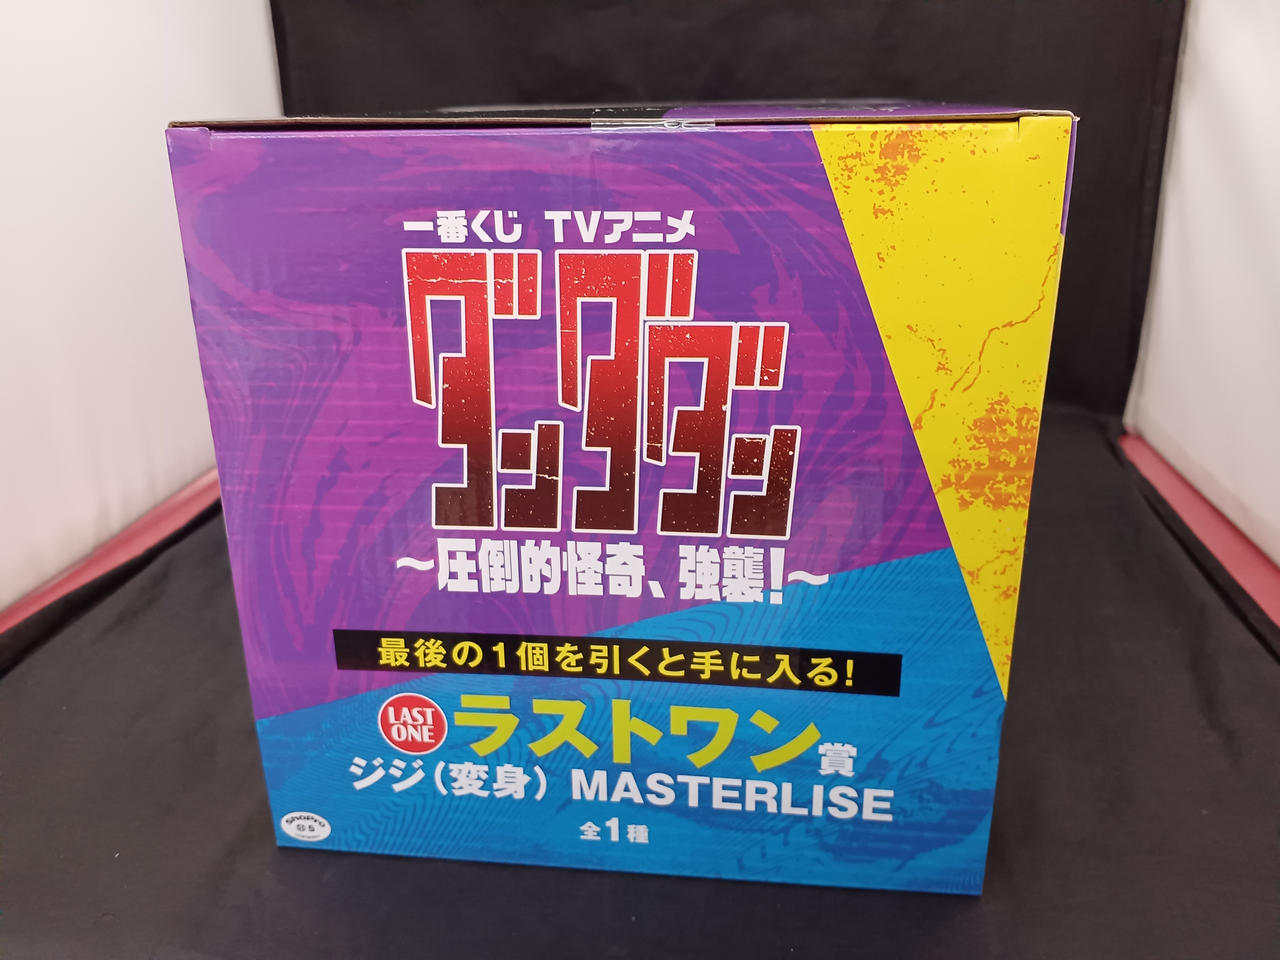 一番くじ TVアニメ
ダンダダン
～圧倒的怪奇、強襲!～
最後の1個を引くと手に入る!
LAST
ONE
ラストワン賞
ジジ(変身) MASTERLISE
全1種
ShoPro